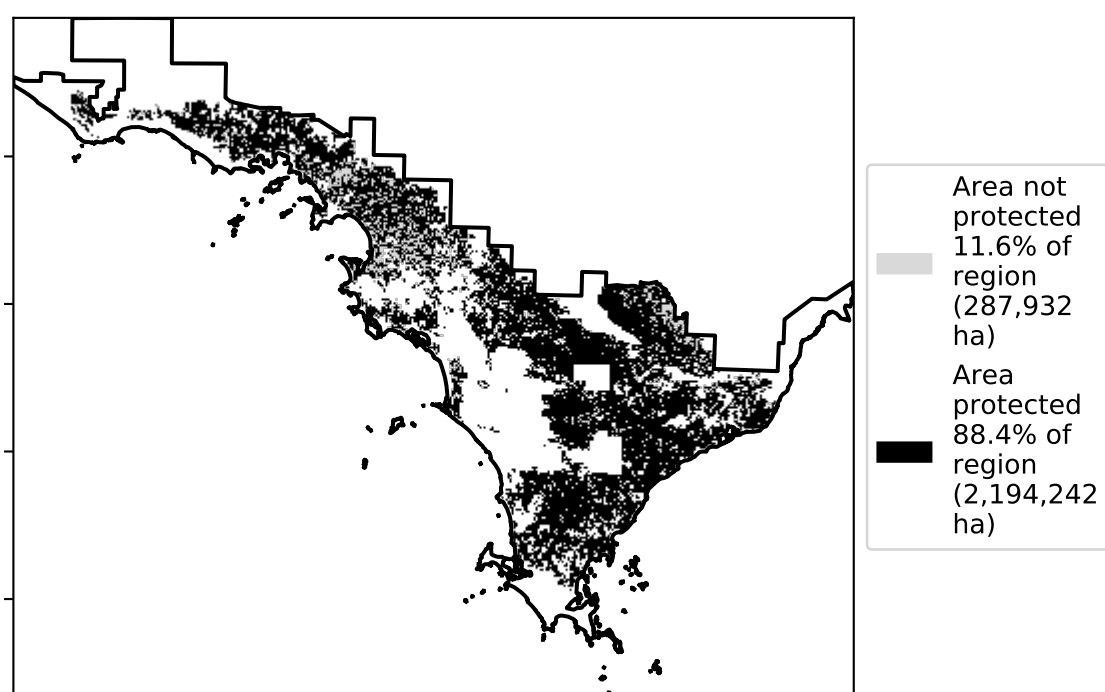 Area not
protected
11.6% of
region
(287,932
ha)
Area
protected
88.4% of
region
(2,194,242
ha)